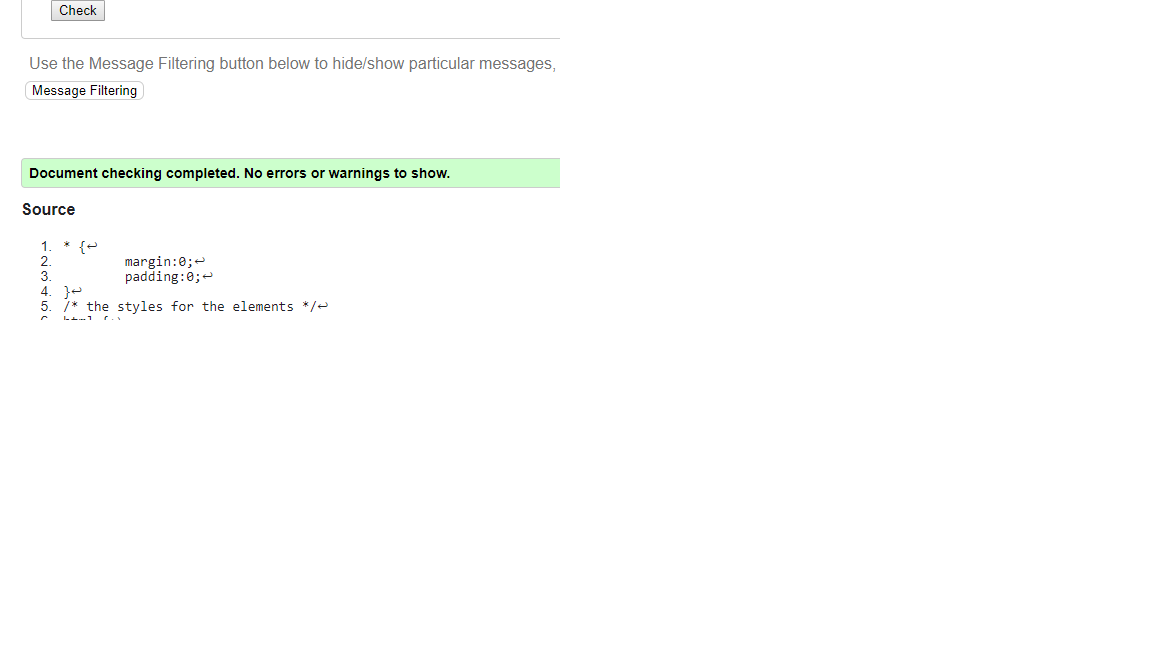 Check
Use the Message Filtering button below to hide/show particular messages,
Message Filtering
Document checking completed. No errors or warnings to show.
Source
1. * {↩
2. margin:0;↩
3. padding:0;↩
4. }↩
5. /* the styles for the elements */↩